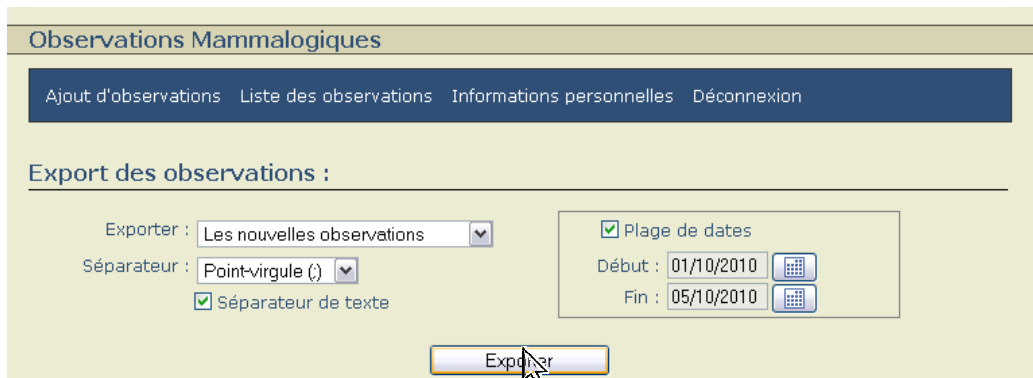 Observations Mammalogiques
Ajout d'observations Liste des observations Informations personnelles Déconnexion
Export des observations :
Exporter : Les nouvelles observations
Séparateur : Point-virgule (;)
Séparateur de texte
Plage de dates
Début : 01/10/2010
Fin : 05/10/2010
Exporter